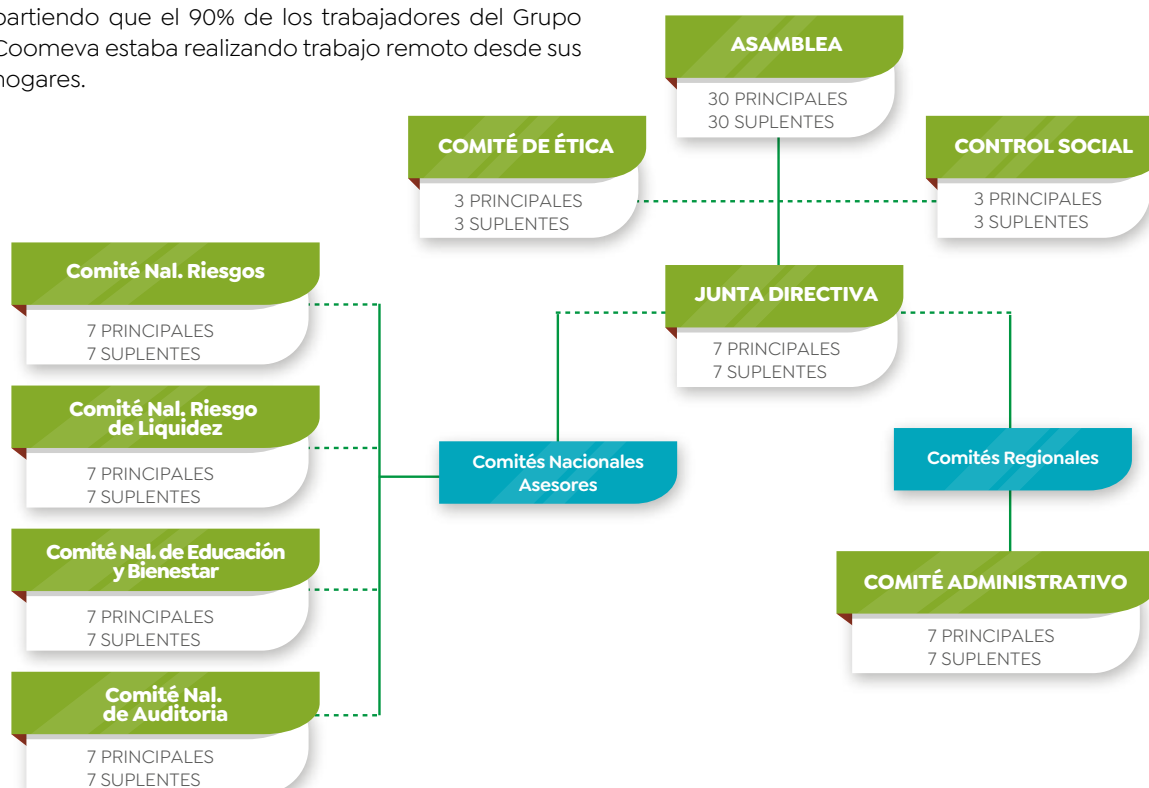 partiendo que el 90% de los trabajadores del Grupo
Coomeva estaba realizando trabajo remoto desde sus
hogares.
ASAMBLEA
30 PRINCIPALES
30 SUPLENTES
COMITÉ DE ÉTICA
3 PRINCIPALES
3 SUPLENTES
CONTROL SOCIAL
3 PRINCIPALES
3 SUPLENTES
JUNTA DIRECTIVA
7 PRINCIPALES
7 SUPLENTES
Comités Nacionales
Asesores
Comité Nal. Riesgos
7 PRINCIPALES
7 SUPLENTES
Comité Nal. Riesgo
de Liquidez
7 PRINCIPALES
7 SUPLENTES
Comité Nal. de Educación
y Bienestar
7 PRINCIPALES
7 SUPLENTES
Comité Nal.
de Auditoria
7 PRINCIPALES
7 SUPLENTES
Comités Regionales
COMITÉ ADMINISTRATIVO
7 PRINCIPALES
7 SUPLENTES